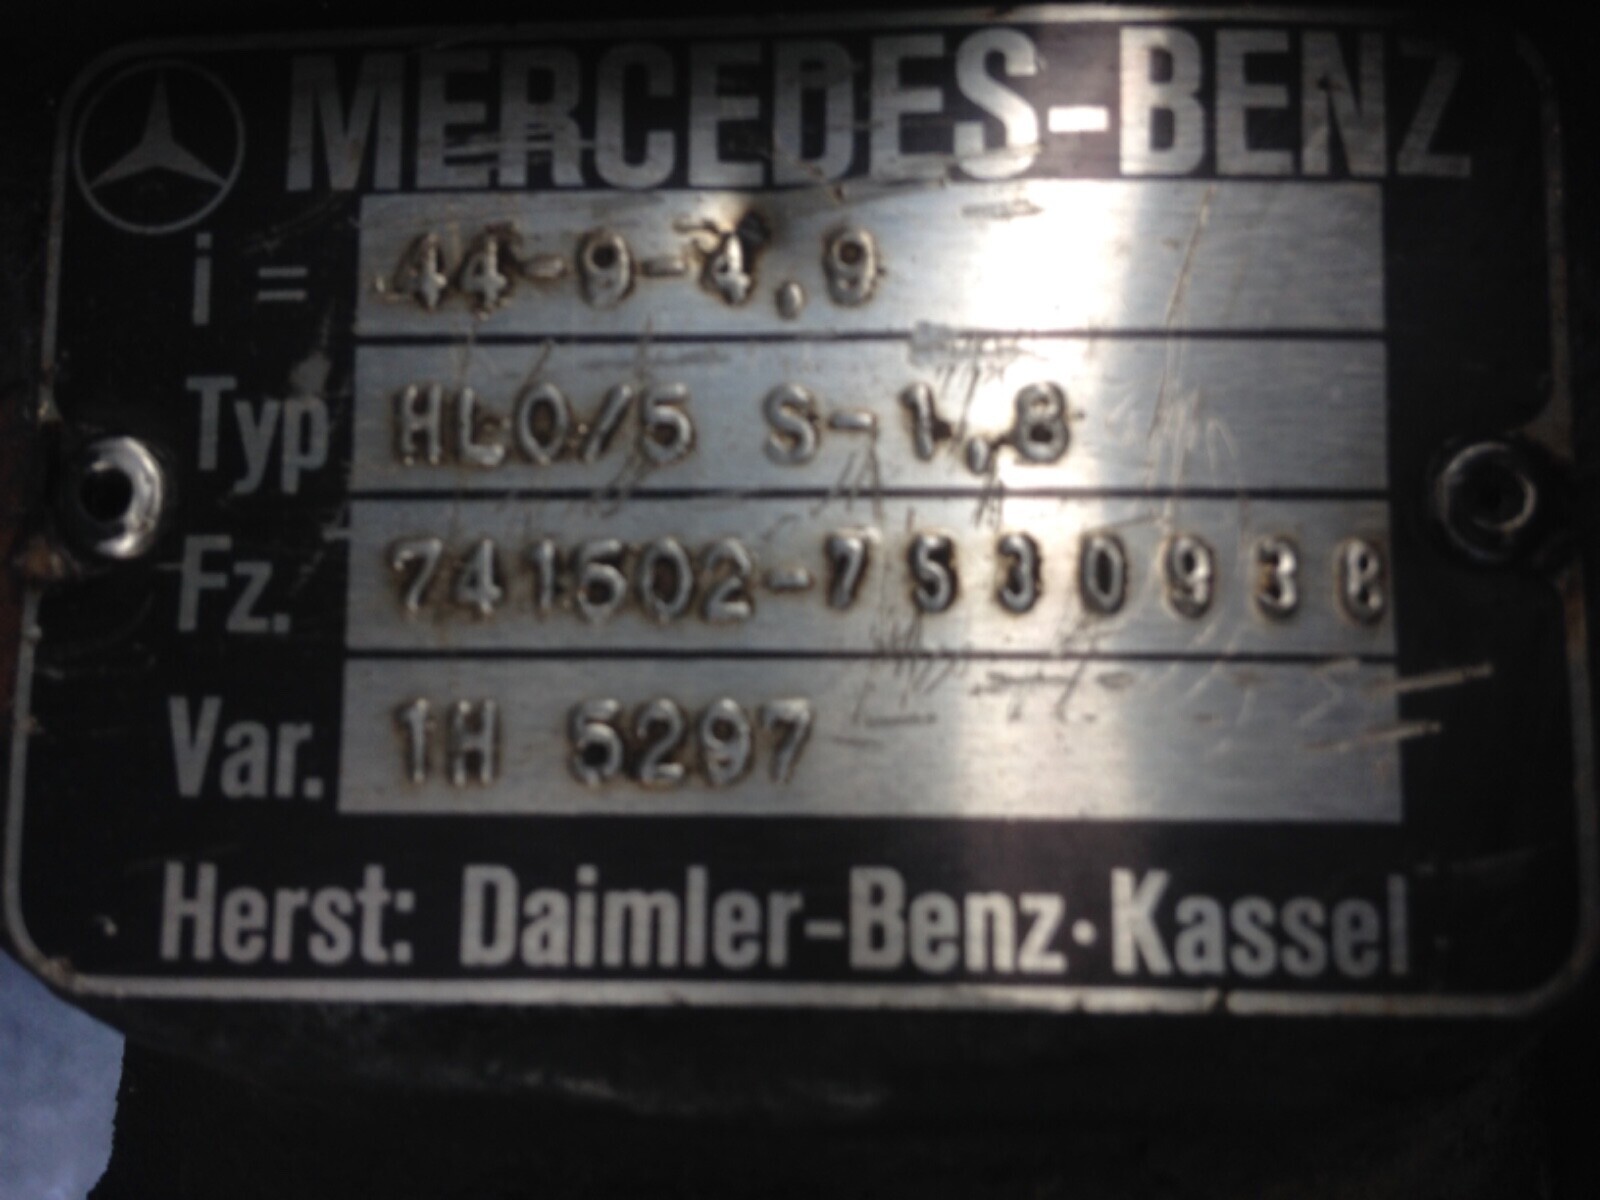 MERCEDES-BENZ
i = 44-9-4,9
Typ HL0/5 S-1,8
Fz. 741502-7530938
Var. 1H 5297
Herst: Daimler-Benz·Kassel